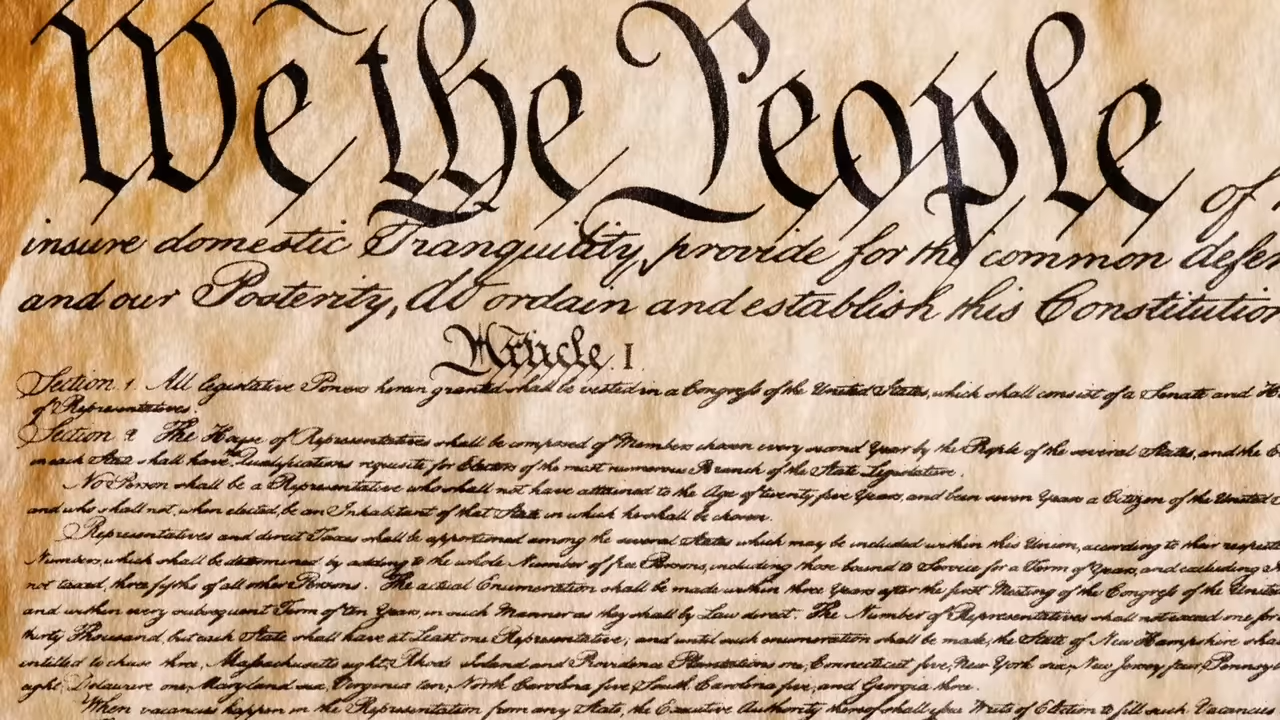 We the People of
insure domestic Tranquility, provide for the common defen
and our Posterity, do ordain and establish this Constitution
Article. I.
Section. 1. All legislative Powers herein granted shall be vested in a Congress of the United States, which shall consist of a Senate and H
of Representatives.
Section. 2. The House of Representatives shall be composed of Members chosen every second Year by the People of the several States, and the E
in each State shall have the Qualifications requisite for Electors of the most numerous Branch of the State Legislature.
No Person shall be a Representative who shall not have attained to the Age of twenty five Years, and been seven Years a Citizen of the United
and who shall not, when elected, be an Inhabitant of that State in which he shall be chosen.
Representatives and direct Taxes shall be apportioned among the several States which may be included within this Union, according to their respect
Numbers, which shall be determined by adding to the whole Number of free Persons, including those bound to Service for a Term of Years, and excluding
not taxed, three fifths of all other Persons. The actual Enumeration shall be made within three Years after the first Meeting of the Congress of the United
and within every subsequent Term of ten Years, in such Manner as they shall by Law direct. The Number of Representatives shall not exceed one for
thirty Thousand, but each State shall have at Least one Representative; and until such enumeration shall be made, the State of New Hampshire shal
entitled to chuse three, Massachusetts eight, Rhode Island and Providence Plantations one, Connecticut five, New York six, New Jersey four, Pennsy
eight, Delaware one, Maryland six, Virginia ten, North Carolina five, South Carolina five, and Georgia three.
When vacancies happen in the Representation from any State, the Executive Authority thereof shall issue Writs of Election to fill such Vacancies